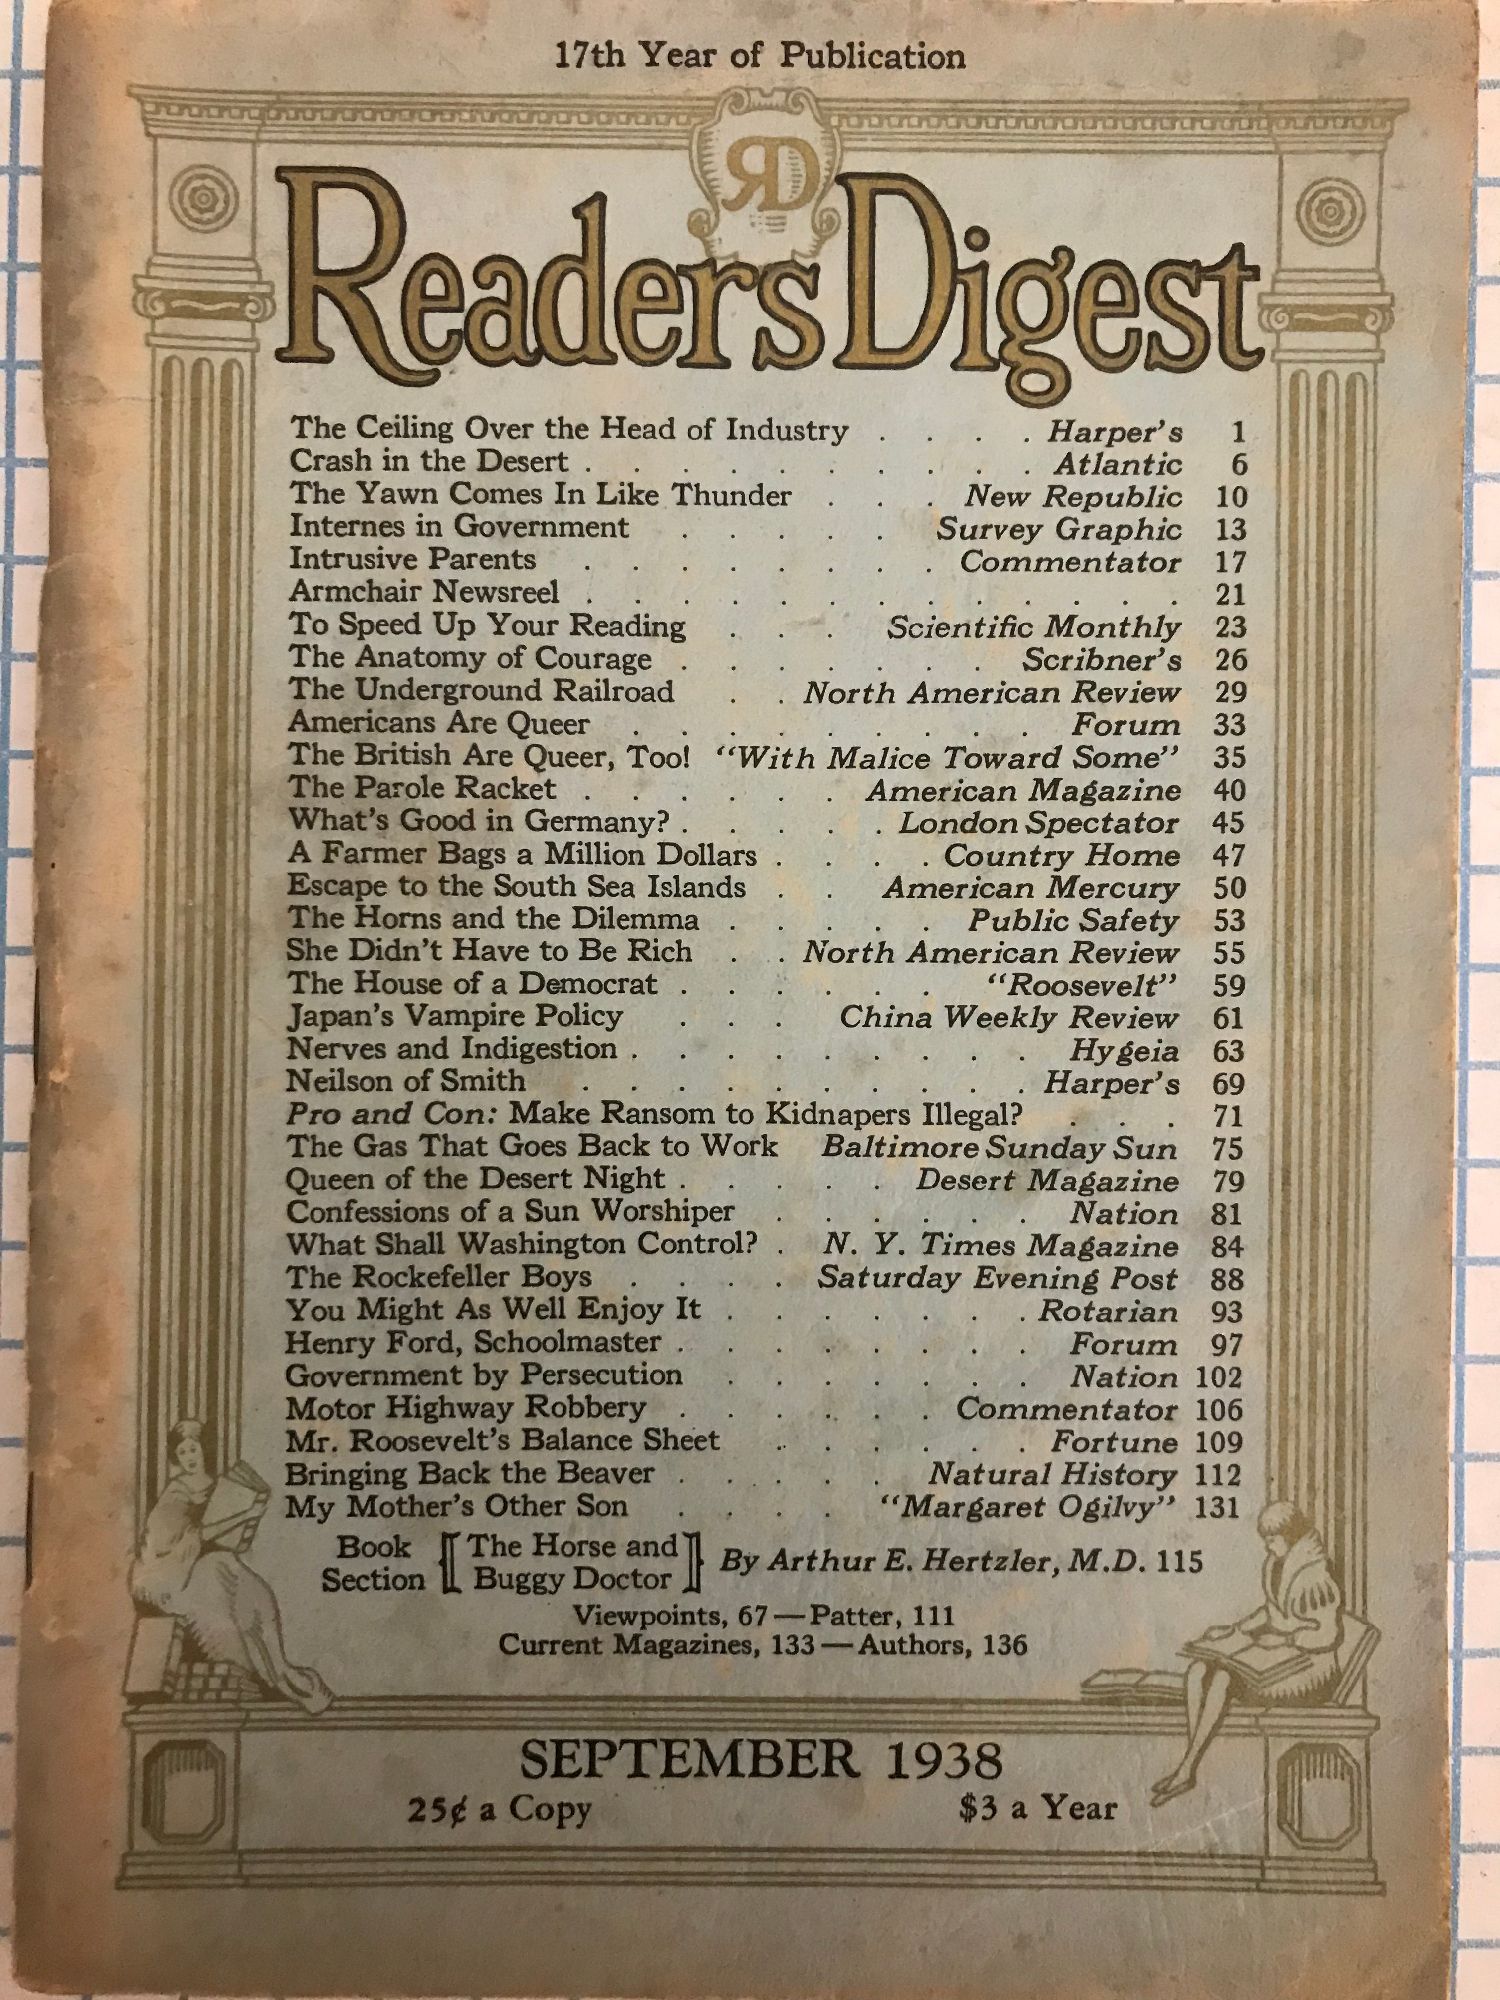 17th Year of Publication
RD
Readers Digest
The Ceiling Over the Head of Industry . . . . Harper's 1
Crash in the Desert . . . . . . . . . . Atlantic 6
The Yawn Comes In Like Thunder . . . New Republic 10
Internes in Government . . . . . Survey Graphic 13
Intrusive Parents . . . . . . . . Commentator 17
Armchair Newsreel . . . . . . . . . . . . . 21
To Speed Up Your Reading . . . Scientific Monthly 23
The Anatomy of Courage . . . . . . . Scribner's 26
The Underground Railroad . . North American Review 29
Americans Are Queer . . . . . . . . . Forum 33
The British Are Queer, Too! "With Malice Toward Some" 35
The Parole Racket . . . . . . American Magazine 40
What's Good in Germany? . . . . . London Spectator 45
A Farmer Bags a Million Dollars . . . . Country Home 47
Escape to the South Sea Islands . . American Mercury 50
The Horns and the Dilemma . . . . . Public Safety 53
She Didn't Have to Be Rich . . North American Review 55
The House of a Democrat . . . . . . "Roosevelt" 59
Japan's Vampire Policy . . . China Weekly Review 61
Nerves and Indigestion . . . . . . . . . Hygeia 63
Neilson of Smith . . . . . . . . . . Harper's 69
Pro and Con: Make Ransom to Kidnapers Illegal? . . . 71
The Gas That Goes Back to Work Baltimore Sunday Sun 75
Queen of the Desert Night . . . . . Desert Magazine 79
Confessions of a Sun Worshiper . . . . . . Nation 81
What Shall Washington Control? . N. Y. Times Magazine 84
The Rockefeller Boys . . . . Saturday Evening Post 88
You Might As Well Enjoy It . . . . . . . Rotarian 93
Henry Ford, Schoolmaster . . . . . . . . Forum 97
Government by Persecution . . . . . . . Nation 102
Motor Highway Robbery . . . . . . Commentator 106
Mr. Roosevelt's Balance Sheet . . . . . . Fortune 109
Bringing Back the Beaver . . . . . Natural History 112
My Mother's Other Son . . . . "Margaret Ogilvy" 131
Book Section [The Horse and Buggy Doctor] By Arthur E. Hertzler, M.D. 115
Viewpoints, 67—Patter, 111
Current Magazines, 133—Authors, 136
SEPTEMBER 1938
25¢ a Copy $3 a Year